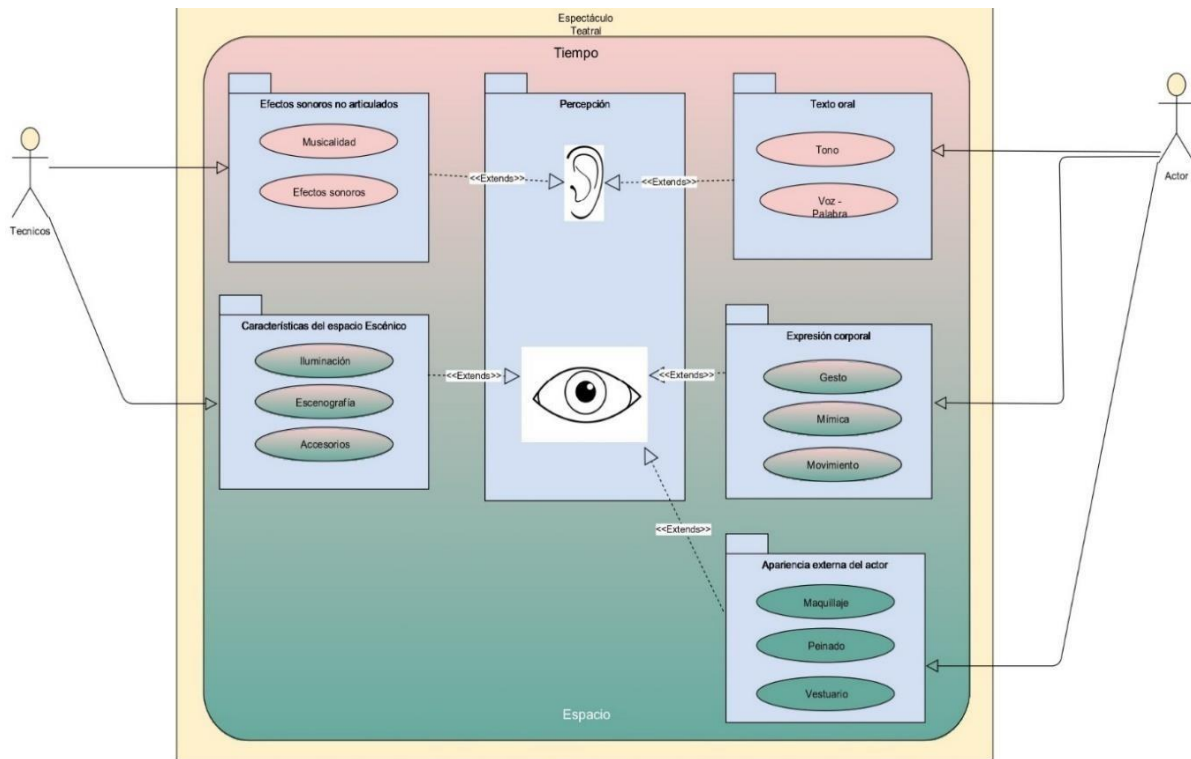 Espectáculo
Teatral
Tiempo
Efectos sonoros no articulados
Musicalidad
Efectos sonoros
Percepción
Texto oral
Tono
Voz -
Palabra
<<Extends>>
<<Extends>>
Tecnicos
Actor
Características del espacio Escénico
Iluminación
Escenografía
Accesorios
<<Extends>>
<<Extends>>
Expresión corporal
Gesto
Mímica
Movimiento
<<Extends>>
Apariencia externa del actor
Maquillaje
Peinado
Vestuario
Espacio